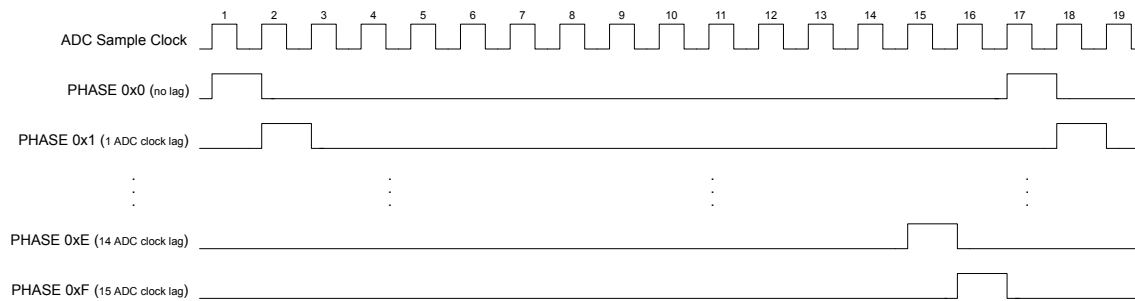 1 2 3 4 5 6 7 8 9 10 11 12 13 14 15 16 17 18 19
ADC Sample Clock
PHASE 0x0 (no lag)
PHASE 0x1 (1 ADC clock lag)
PHASE 0xE (14 ADC clock lag)
PHASE 0xF (15 ADC clock lag)